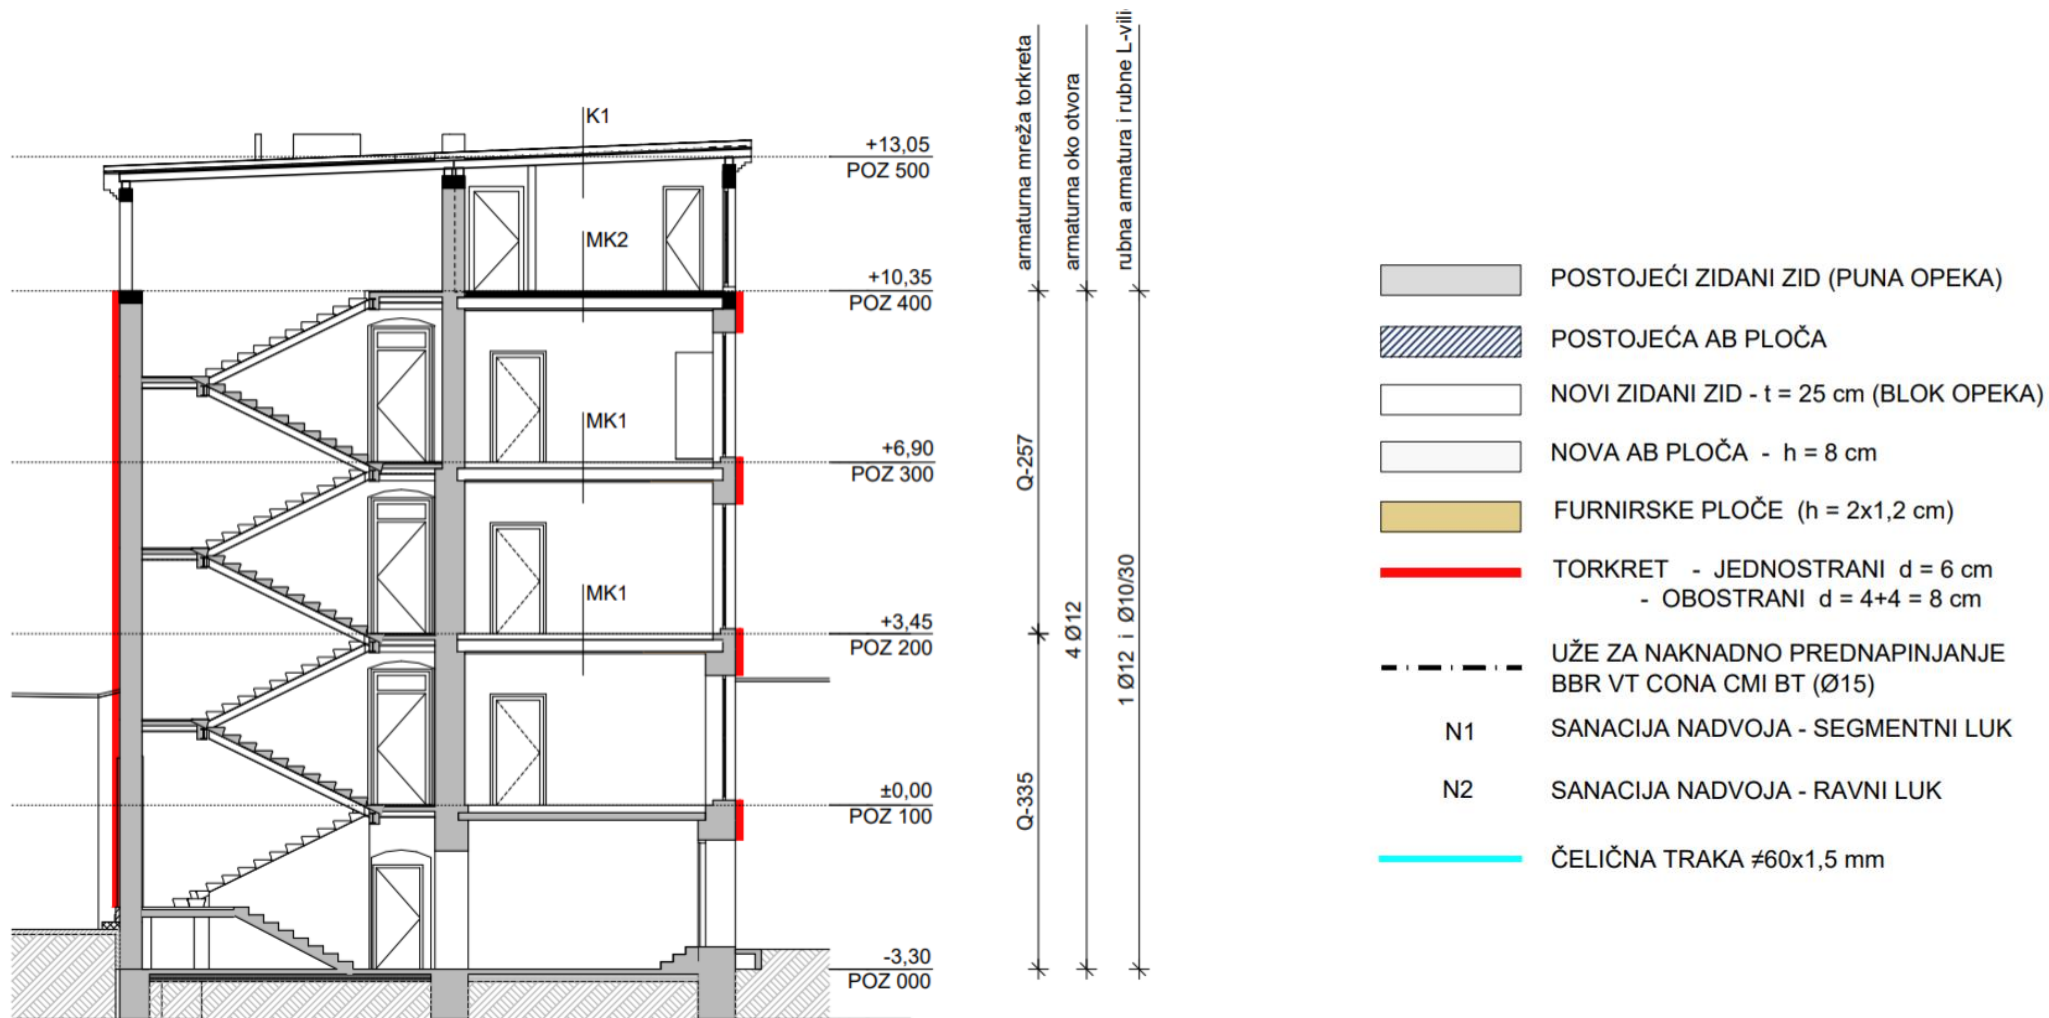 K1
+13,05
POZ 500
MK2
+10,35
POZ 400
MK1
+6,90
POZ 300
MK1
+3,45
POZ 200
±0,00
POZ 100
-3,30
POZ 000
armaturna mreža torkreta
armaturna oko otvora
rubna armatura i rubne L-vili
Q-257
Q-335
4 Ø12
1 Ø12 i Ø10/30
POSTOJEĆI ZIDANI ZID (PUNA OPEKA)
POSTOJEĆA AB PLOČA
NOVI ZIDANI ZID - t = 25 cm (BLOK OPEKA)
NOVA AB PLOČA - h = 8 cm
FURNIRSKE PLOČE (h = 2x1,2 cm)
TORKRET - JEDNOSTRANI d = 6 cm
- OBOSTRANI d = 4+4 = 8 cm
UŽE ZA NAKNADNO PREDNAPINJANJE
BBR VT CONA CMI BT (Ø15)
N1 SANACIJA NADVOJA - SEGMENTNI LUK
N2 SANACIJA NADVOJA - RAVNI LUK
ČELIČNA TRAKA ≠60x1,5 mm